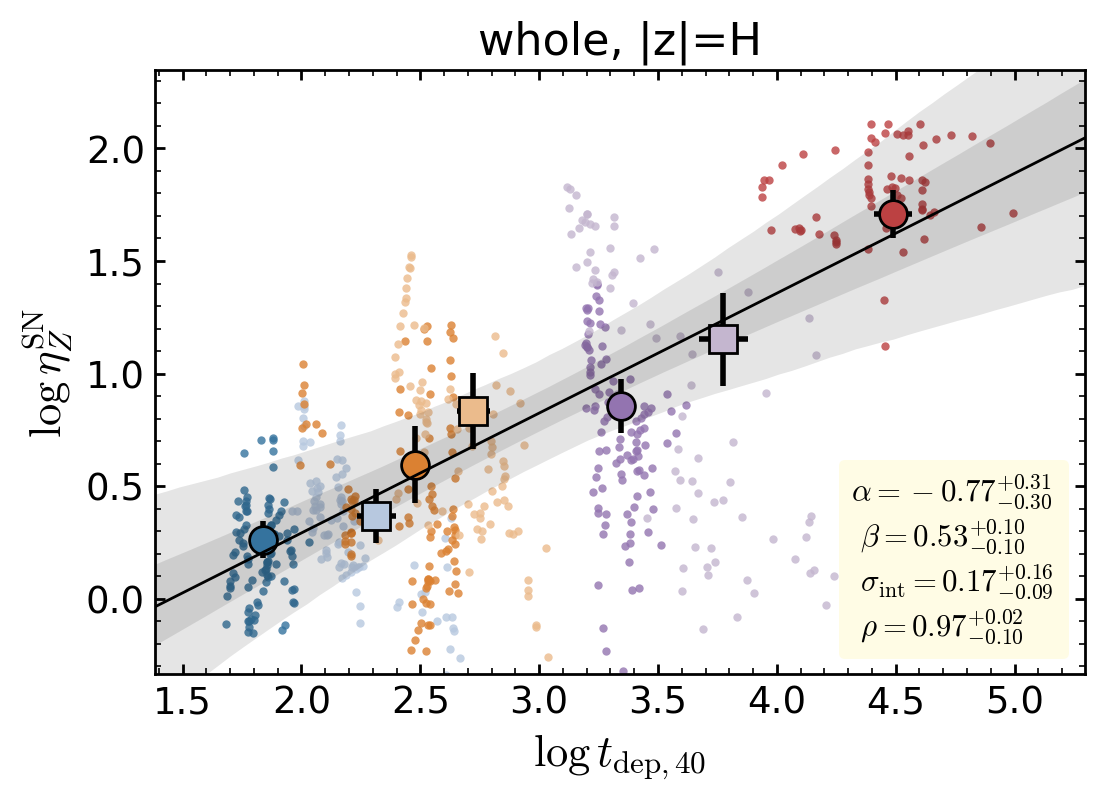 whole, |z|=H
log η_Z^SN
2.0
1.5
1.0
0.5
0.0
α = −0.77^{+0.31}_{−0.30}
β = 0.53^{+0.10}_{−0.10}
σ_int = 0.17^{+0.16}_{−0.09}
ρ = 0.97^{+0.02}_{−0.10}
1.5 2.0 2.5 3.0 3.5 4.0 4.5 5.0
log t_{dep, 40}